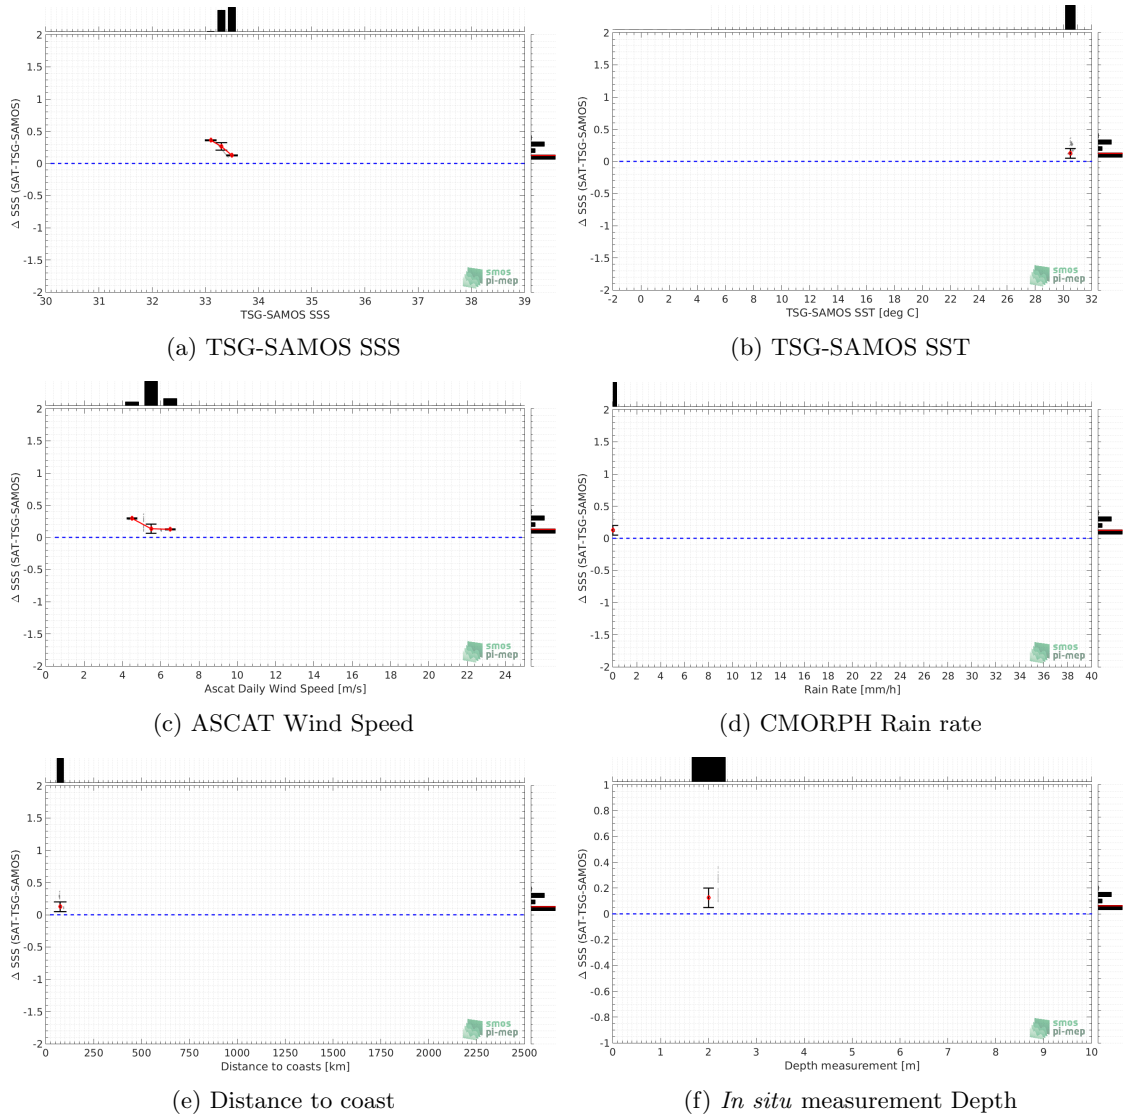 2
1.5
1
0.5
0
-0.5
-1
-1.5
-2
Δ SSS (SAT-TSG-SAMOS)
30 31 32 33 34 35 36 37 38 39
TSG-SAMOS SSS
smos
pi-mep
(a) TSG-SAMOS SSS
2
1.5
1
0.5
0
-0.5
-1
-1.5
-2
Δ SSS (SAT-TSG-SAMOS)
-2 0 2 4 6 8 10 12 14 16 18 20 22 24 26 28 30 32
TSG-SAMOS SST [deg C]
smos
pi-mep
(b) TSG-SAMOS SST
2
1.5
1
0.5
0
-0.5
-1
-1.5
-2
Δ SSS (SAT-TSG-SAMOS)
0 2 4 6 8 10 12 14 16 18 20 22 24
Ascat Daily Wind Speed [m/s]
smos
pi-mep
(c) ASCAT Wind Speed
2
1.5
1
0.5
0
-0.5
-1
-1.5
-2
Δ SSS (SAT-TSG-SAMOS)
0 2 4 6 8 10 12 14 16 18 20 22 24 26 28 30 32 34 36 38 40
Rain Rate [mm/h]
smos
pi-mep
(d) CMORPH Rain rate
2
1.5
1
0.5
0
-0.5
-1
-1.5
-2
Δ SSS (SAT-TSG-SAMOS)
0 250 500 750 1000 1250 1500 1750 2000 2250 2500
Distance to coasts [km]
smos
pi-mep
(e) Distance to coast
1
0.8
0.6
0.4
0.2
0
-0.2
-0.4
-0.6
-0.8
-1
Δ SSS (SAT-TSG-SAMOS)
0 1 2 3 4 5 6 7 8 9 10
Depth measurement [m]
smos
pi-mep
(f) In situ measurement Depth